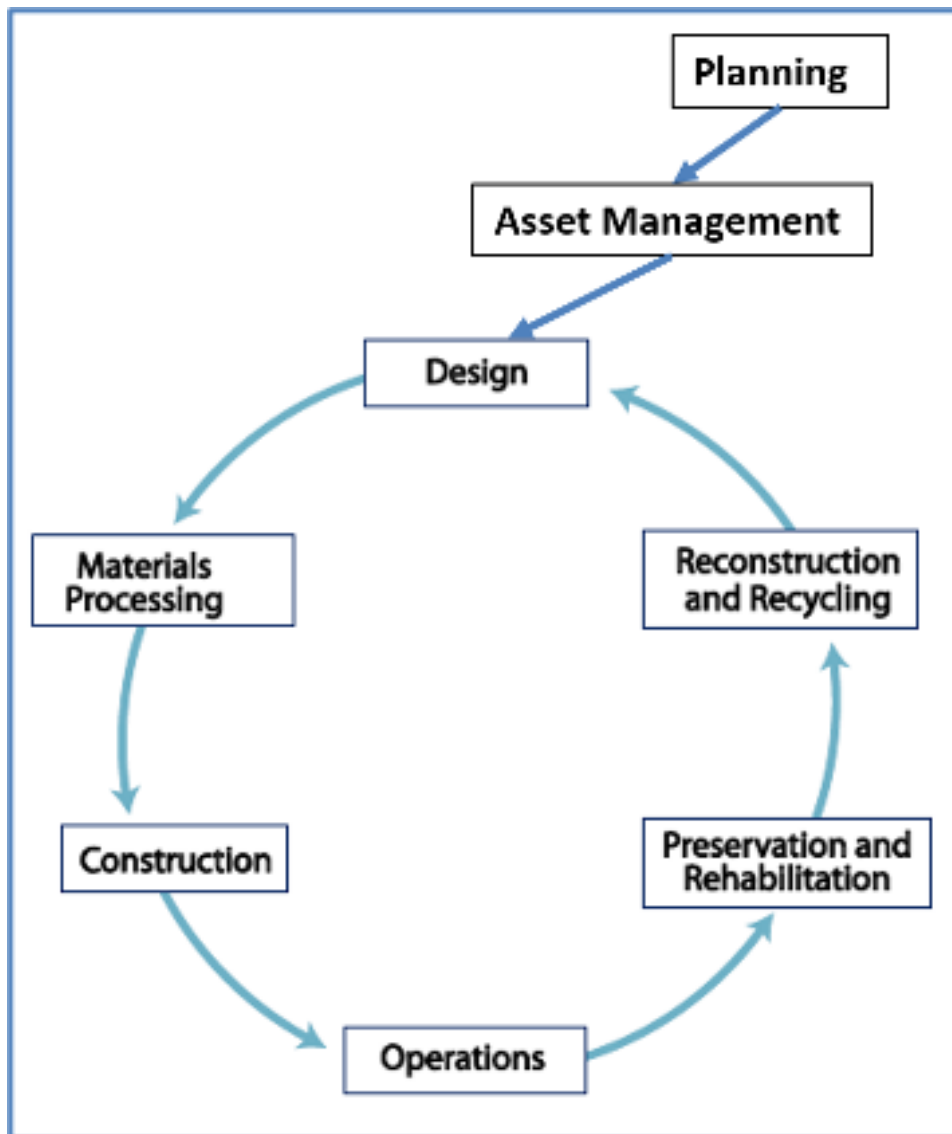 Planning
Asset Management
Design
Materials
Processing
Reconstruction
and Recycling
Construction
Preservation and
Rehabilitation
Operations